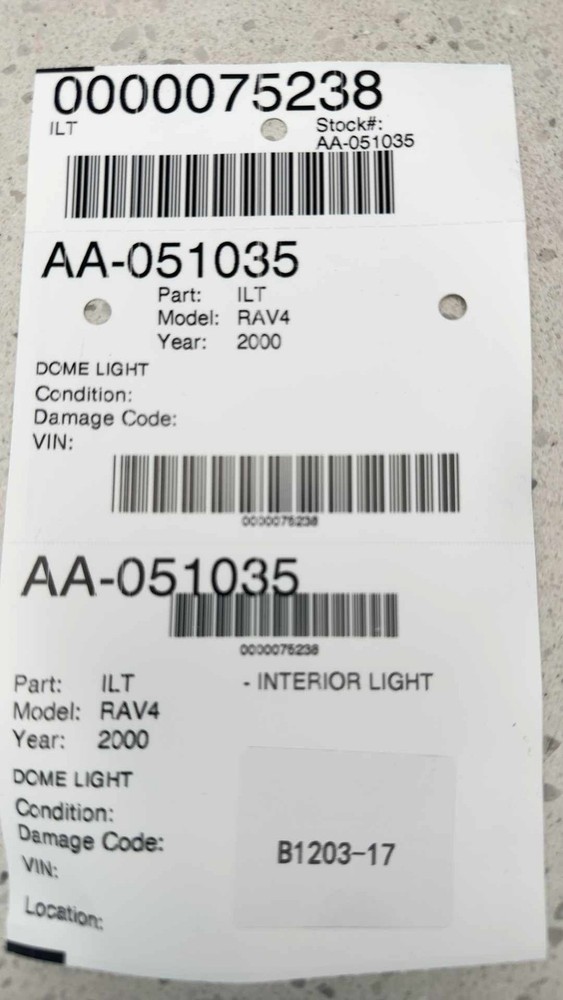 0000075238
ILT
Stock#:
AA-051035
AA-051035
Part: ILT
Model: RAV4
Year: 2000
DOME LIGHT
Condition:
Damage Code:
VIN:
0000075238
AA-051035
0000075238
Part: ILT - INTERIOR LIGHT
Model: RAV4
Year: 2000
DOME LIGHT
Condition:
Damage Code:
VIN:
B1203-17
Location: